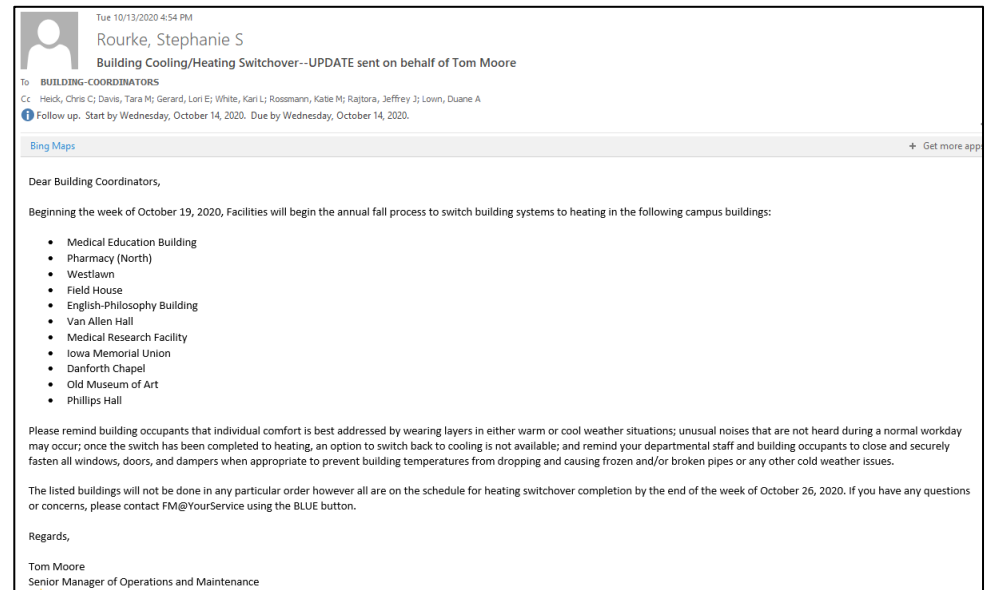 Tue 10/13/2020 4:54 PM
Rourke, Stephanie S
Building Cooling/Heating Switchover--UPDATE sent on behalf of Tom Moore
To BUILDING-COORDINATORS
Cc Heick, Chris C; Davis, Tara M; Gerard, Lori E; White, Kari L; Rossmann, Katie M; Rajtora, Jeffrey J; Lown, Duane A
Follow up. Start by Wednesday, October 14, 2020. Due by Wednesday, October 14, 2020.
Bing Maps + Get more apps
Dear Building Coordinators,
Beginning the week of October 19, 2020, Facilities will begin the annual fall process to switch building systems to heating in the following campus buildings:
• Medical Education Building
• Pharmacy (North)
• Westlawn
• Field House
• English-Philosophy Building
• Van Allen Hall
• Medical Research Facility
• Iowa Memorial Union
• Danforth Chapel
• Old Museum of Art
• Phillips Hall
Please remind building occupants that individual comfort is best addressed by wearing layers in either warm or cool weather situations; unusual noises that are not heard during a normal workday
may occur; once the switch has been completed to heating, an option to switch back to cooling is not available; and remind your departmental staff and building occupants to close and securely
fasten all windows, doors, and dampers when appropriate to prevent building temperatures from dropping and causing frozen and/or broken pipes or any other cold weather issues.
The listed buildings will not be done in any particular order however all are on the schedule for heating switchover completion by the end of the week of October 26, 2020. If you have any questions
or concerns, please contact FM@YourService using the BLUE button.
Regards,
Tom Moore
Senior Manager of Operations and Maintenance